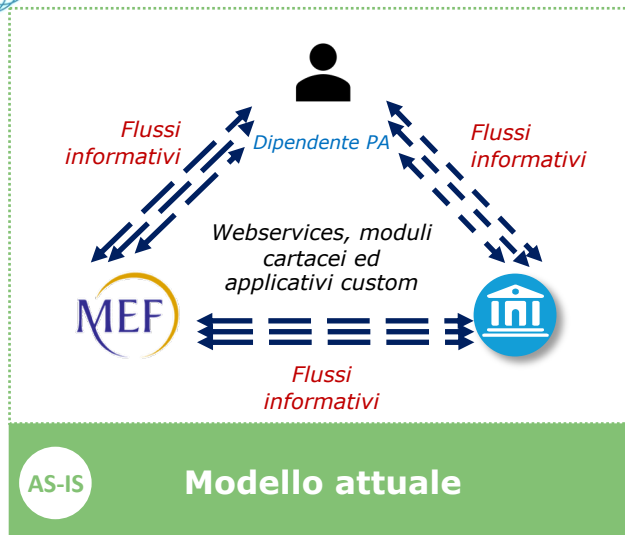 Flussi
informativi
Dipendente PA
Flussi
informativi
Webservices, moduli
cartacei ed
applicativi custom
MEF
Flussi
informativi
AS-IS
Modello attuale